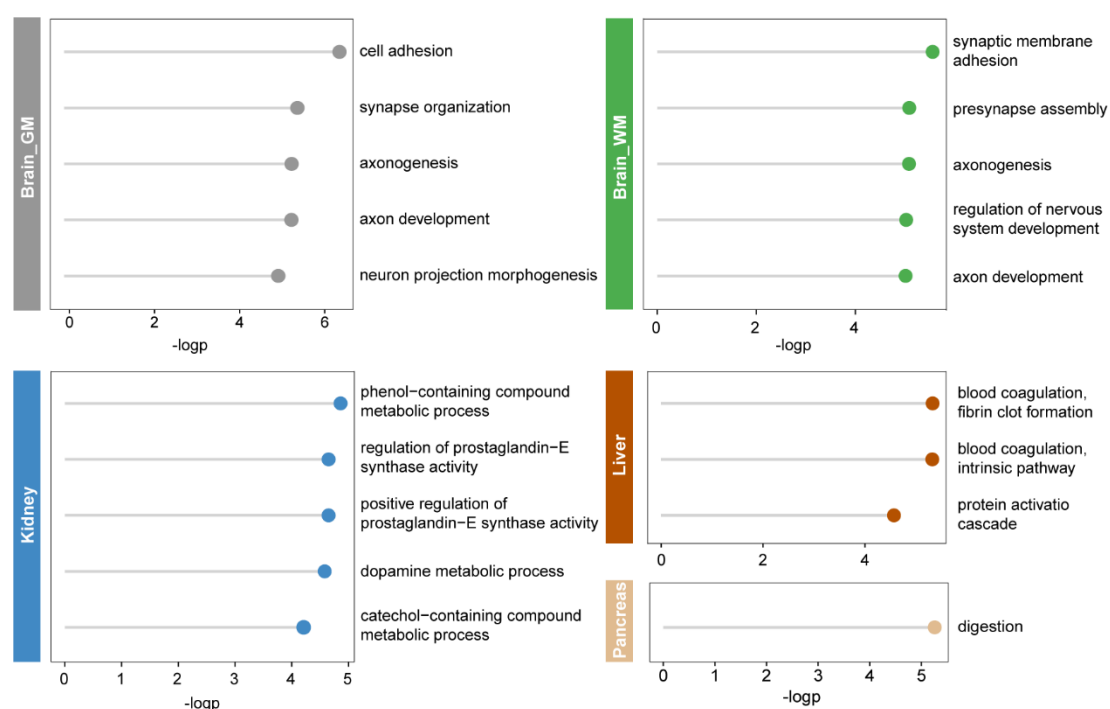 Brain_GM
cell adhesion
synapse organization
axonogenesis
axon development
neuron projection morphogenesis
0 2 4 6
-logp
Brain_WM
synaptic membrane
adhesion
presynapse assembly
axonogenesis
regulation of nervous
system development
axon development
0 2 4
-logp
Kidney
phenol−containing compound
metabolic process
regulation of prostaglandin−E
synthase activity
positive regulation of
prostaglandin−E synthase activity
dopamine metabolic process
catechol−containing compound
metabolic process
0 1 2 3 4 5
-logp
Liver
blood coagulation,
fibrin clot formation
blood coagulation,
intrinsic pathway
protein activatio
cascade
0 2 4
Pancreas
digestion
0 1 2 3 4 5
-logp